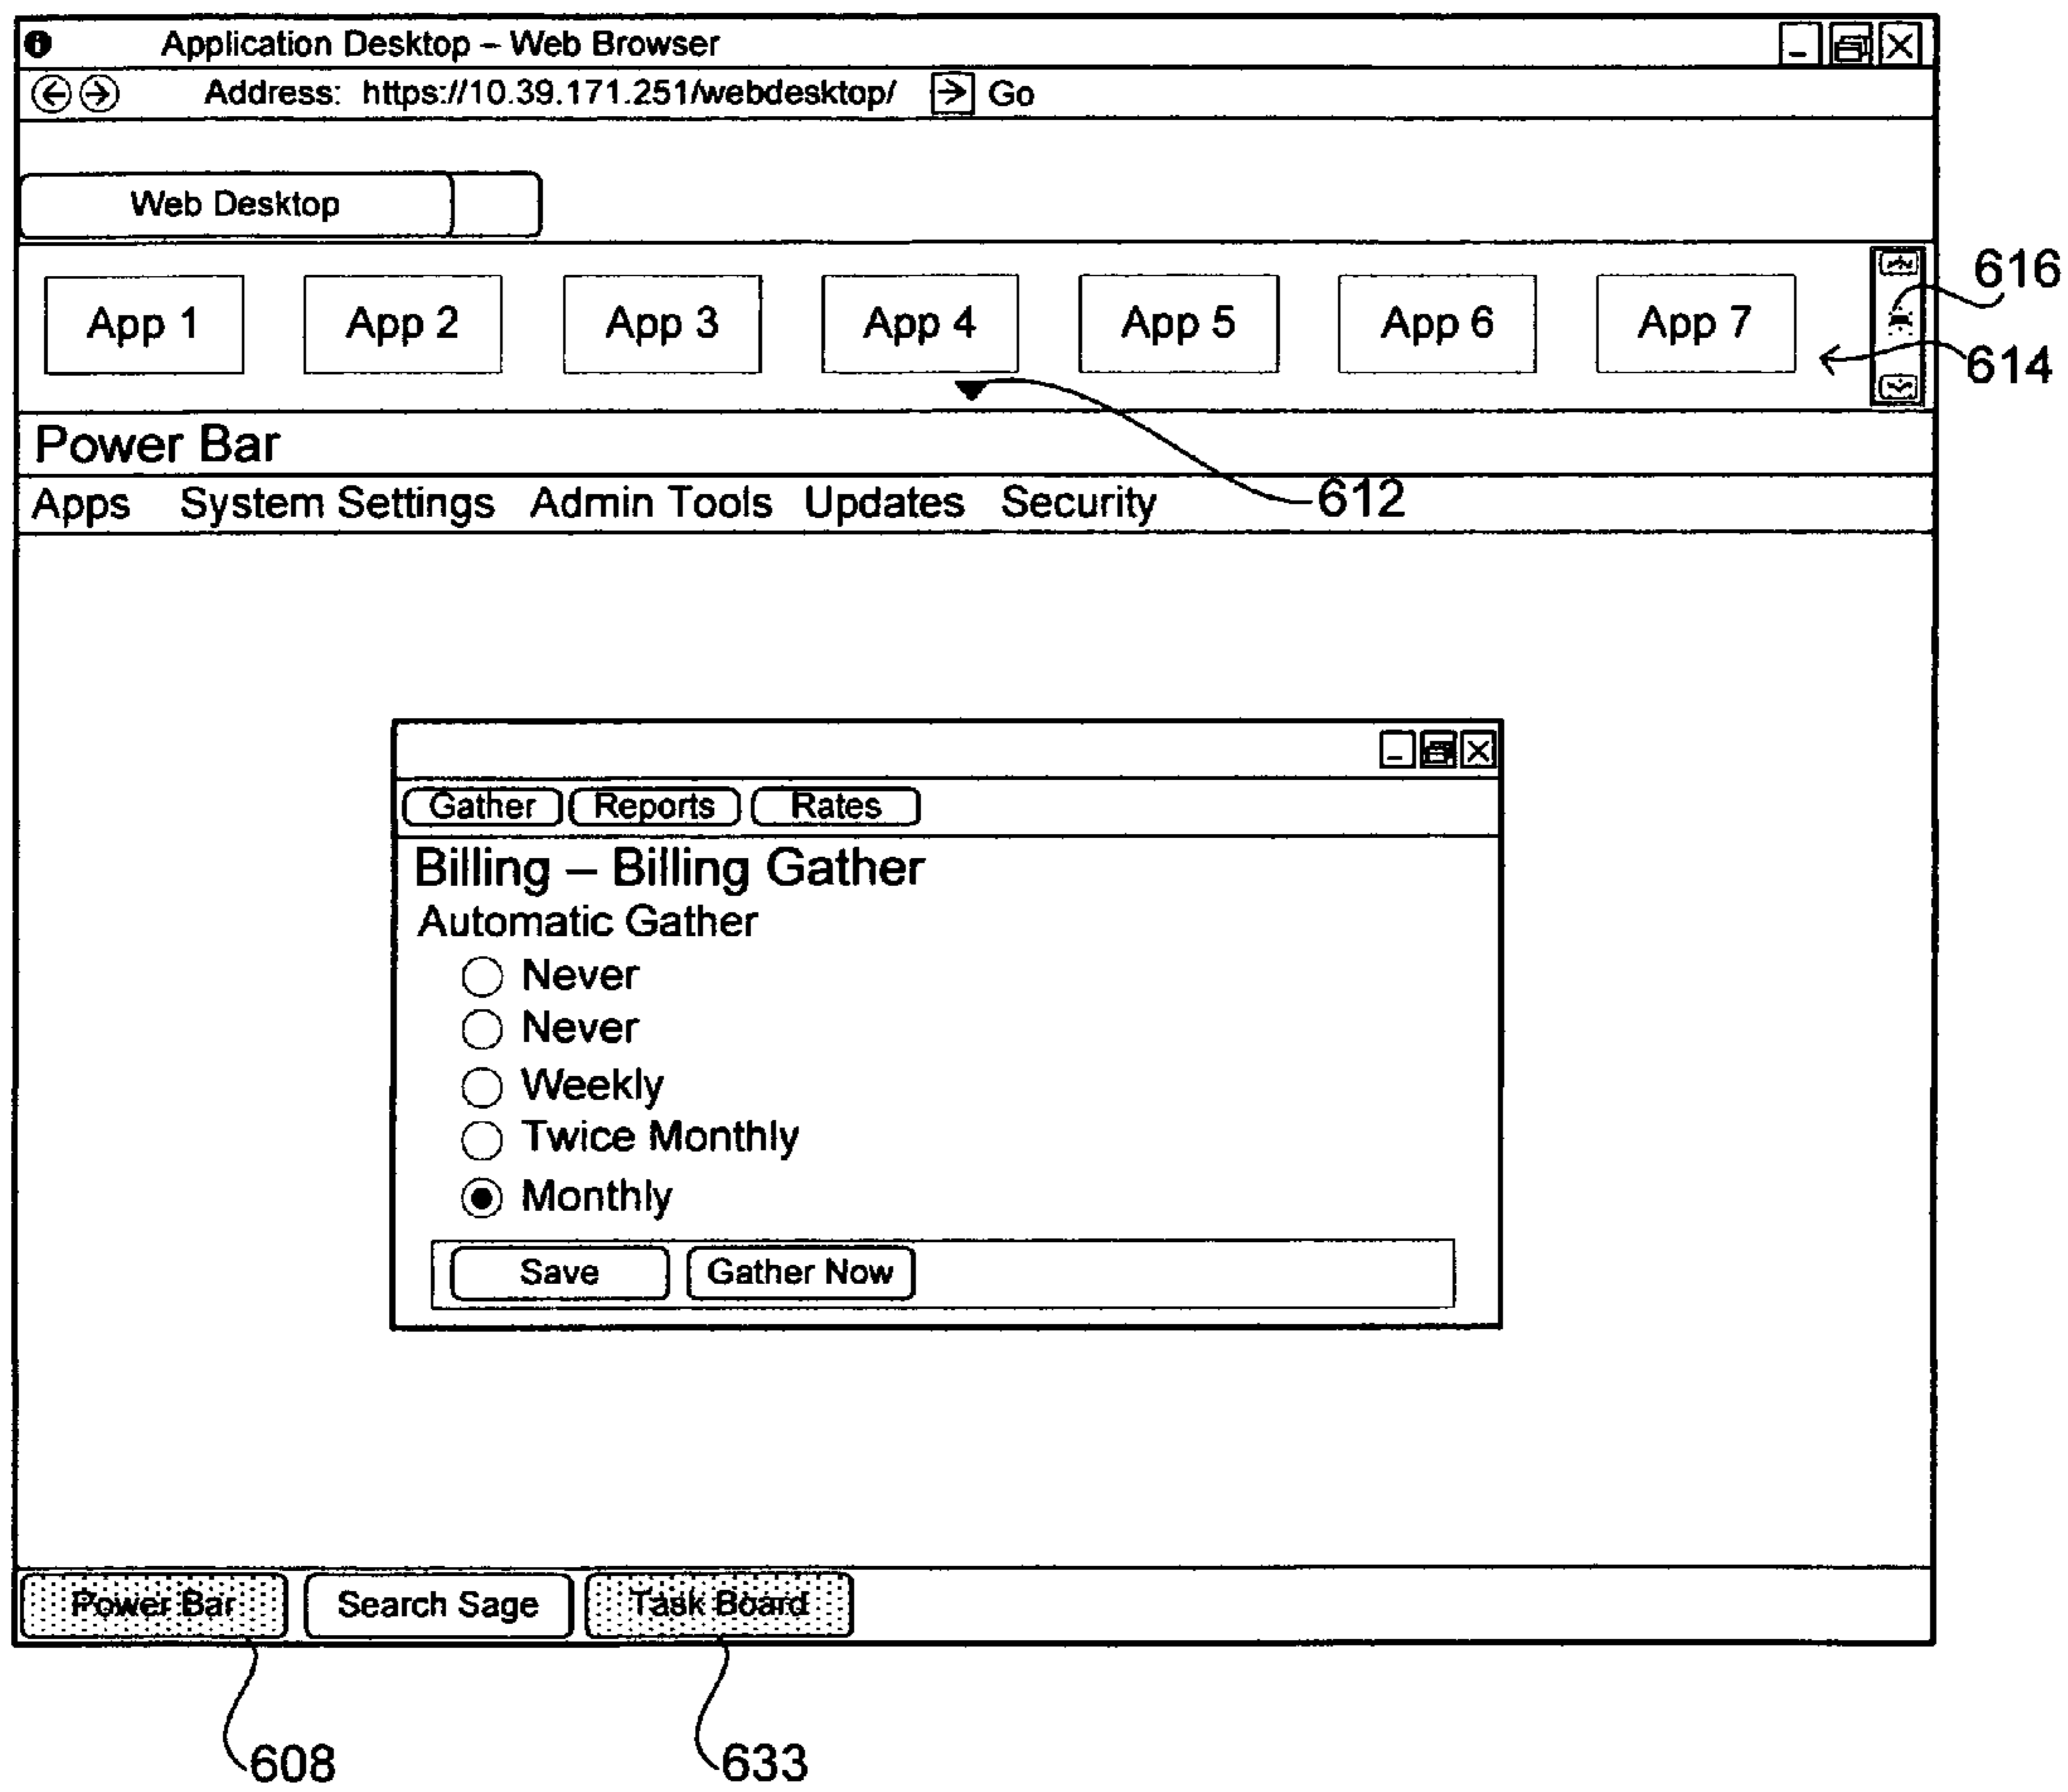 Application Desktop – Web Browser
Address: https://10.39.171.251/webdesktop/ Go
Web Desktop
App 1 App 2 App 3 App 4 App 5 App 6 App 7
616
614
Power Bar
612
Apps System Settings Admin Tools Updates Security
Gather Reports Rates
Billing – Billing Gather
Automatic Gather
Never
Never
Weekly
Twice Monthly
Monthly
Save Gather Now
Power Bar Search Sage Task Board
608 633